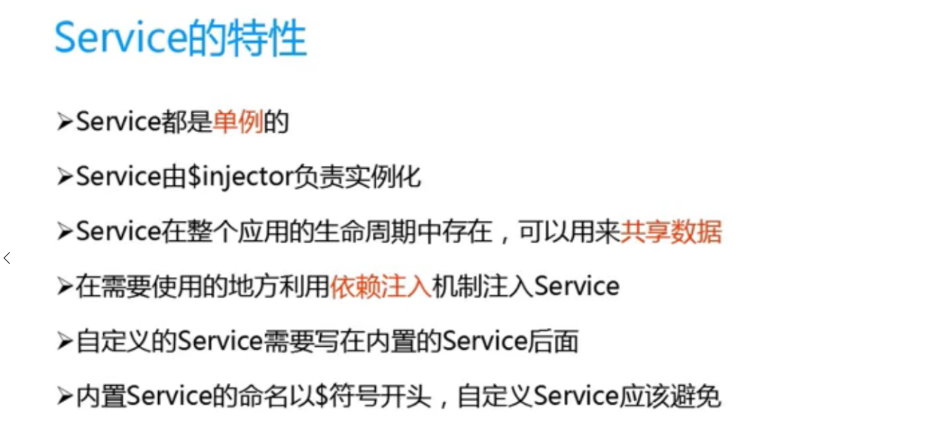 Service的特性
➢Service都是单例的
➢Service由$injector负责实例化
➢Service在整个应用的生命周期中存在，可以用来共享数据
➢在需要使用的地方利用依赖注入机制注入Service
➢自定义的Service需要写在内置的Service后面
➢内置Service的命名以$符号开头，自定义Service应该避免